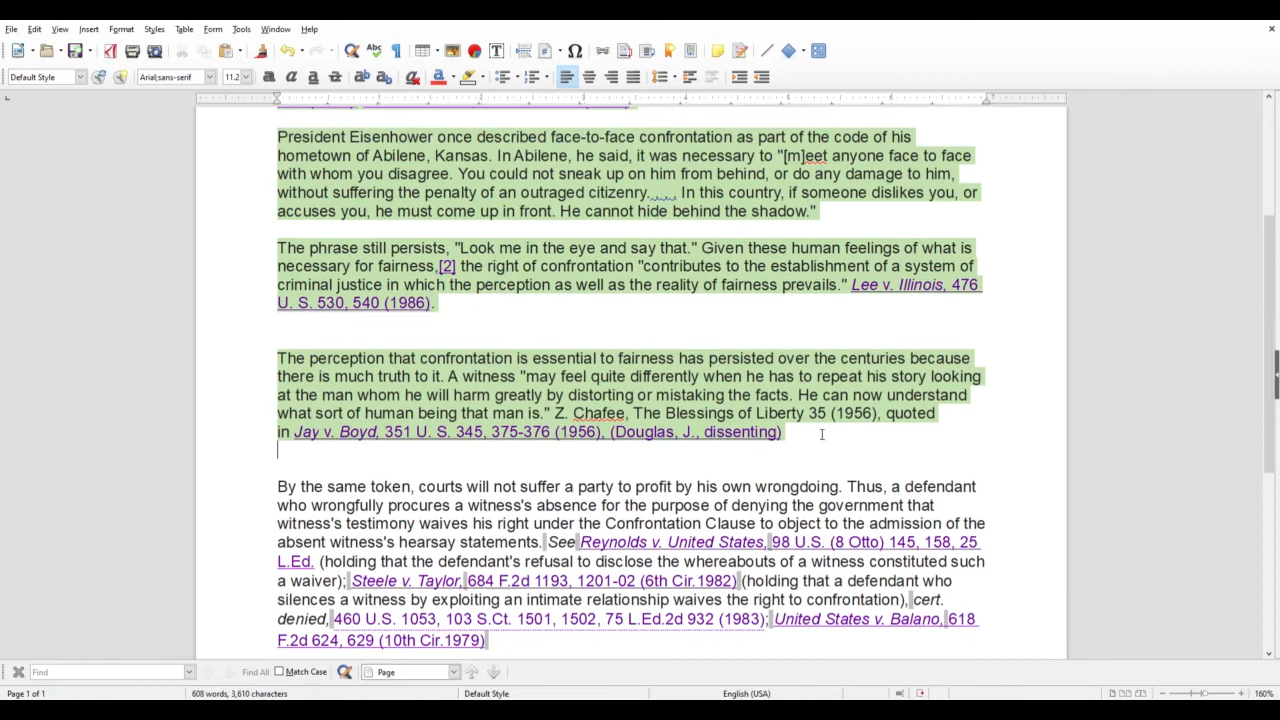 File Edit View Insert Format Styles Table Form Tools Window Help
Default Style Arial;sans-serif 11.2
President Eisenhower once described face-to-face confrontation as part of the code of his
hometown of Abilene, Kansas. In Abilene, he said, it was necessary to "[m]eet anyone face to face
with whom you disagree. You could not sneak up on him from behind, or do any damage to him,
without suffering the penalty of an outraged citizenry. . . . In this country, if someone dislikes you, or
accuses you, he must come up in front. He cannot hide behind the shadow."
The phrase still persists, "Look me in the eye and say that." Given these human feelings of what is
necessary for fairness,[2] the right of confrontation "contributes to the establishment of a system of
criminal justice in which the perception as well as the reality of fairness prevails." Lee v. Illinois, 476
U. S. 530, 540 (1986).
The perception that confrontation is essential to fairness has persisted over the centuries because
there is much truth to it. A witness "may feel quite differently when he has to repeat his story looking
at the man whom he will harm greatly by distorting or mistaking the facts. He can now understand
what sort of human being that man is." Z. Chafee, The Blessings of Liberty 35 (1956), quoted
in Jay v. Boyd, 351 U. S. 345, 375-376 (1956), (Douglas, J., dissenting)
By the same token, courts will not suffer a party to profit by his own wrongdoing. Thus, a defendant
who wrongfully procures a witness's absence for the purpose of denying the government that
witness's testimony waives his right under the Confrontation Clause to object to the admission of the
absent witness's hearsay statements. See Reynolds v. United States, 98 U.S. (8 Otto) 145, 158, 25
L.Ed. (holding that the defendant's refusal to disclose the whereabouts of a witness constituted such
a waiver); Steele v. Taylor, 684 F.2d 1193, 1201-02 (6th Cir.1982) (holding that a defendant who
silences a witness by exploiting an intimate relationship waives the right to confrontation), cert.
denied, 460 U.S. 1053, 103 S.Ct. 1501, 1502, 75 L.Ed.2d 932 (1983); United States v. Balano, 618
F.2d 624, 629 (10th Cir.1979)
Find Find All Match Case Page
Page 1 of 1 608 words, 3,610 characters Default Style English (USA) 160%